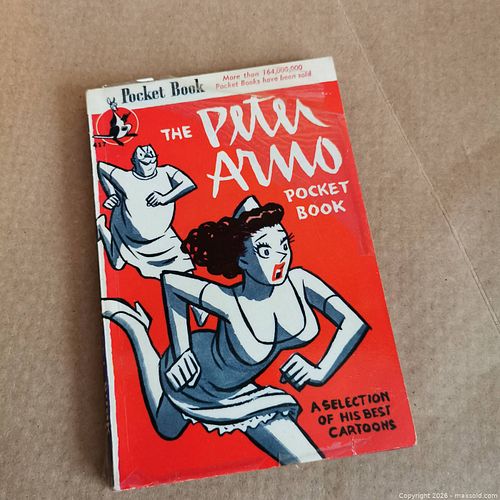 Pocket Book
More than 164,000,000
Pocket Books have been sold
THE Peter
Arno
POCKET
BOOK
A SELECTION
OF HIS BEST
CARTOONS
Copyright 2026 - maxsold.com